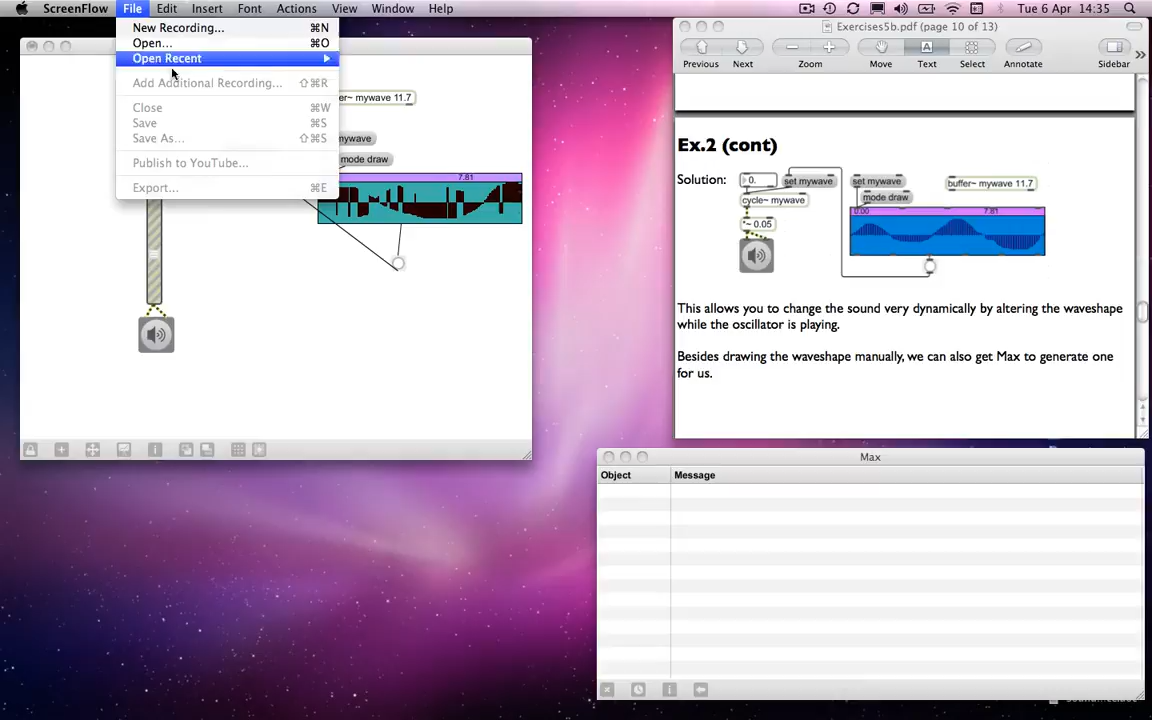 ScreenFlow File Edit Insert Font Actions View Window Help
Tue 6 Apr 14:35
New Recording... ⌘N
Open... ⌘O
Open Recent
Add Additional Recording... ⇧⌘R
Close ⌘W
Save ⌘S
Save As... ⇧⌘S
Publish to YouTube...
Export... ⌘E
er~ mywave 11.7
mywave
mode draw
7.81
Exercises5b.pdf (page 10 of 13)
Previous Next Zoom Move Text Select Annotate Sidebar
Ex.2 (cont)
Solution:
0.
set mywave
set mywave
buffer~ mywave 11.7
cycle~ mywave
mode draw
0.00
7.81
*~ 0.05
This allows you to change the sound very dynamically by altering the waveshape
while the oscillator is playing.
Besides drawing the waveshape manually, we can also get Max to generate one
for us.
Max
Object Message